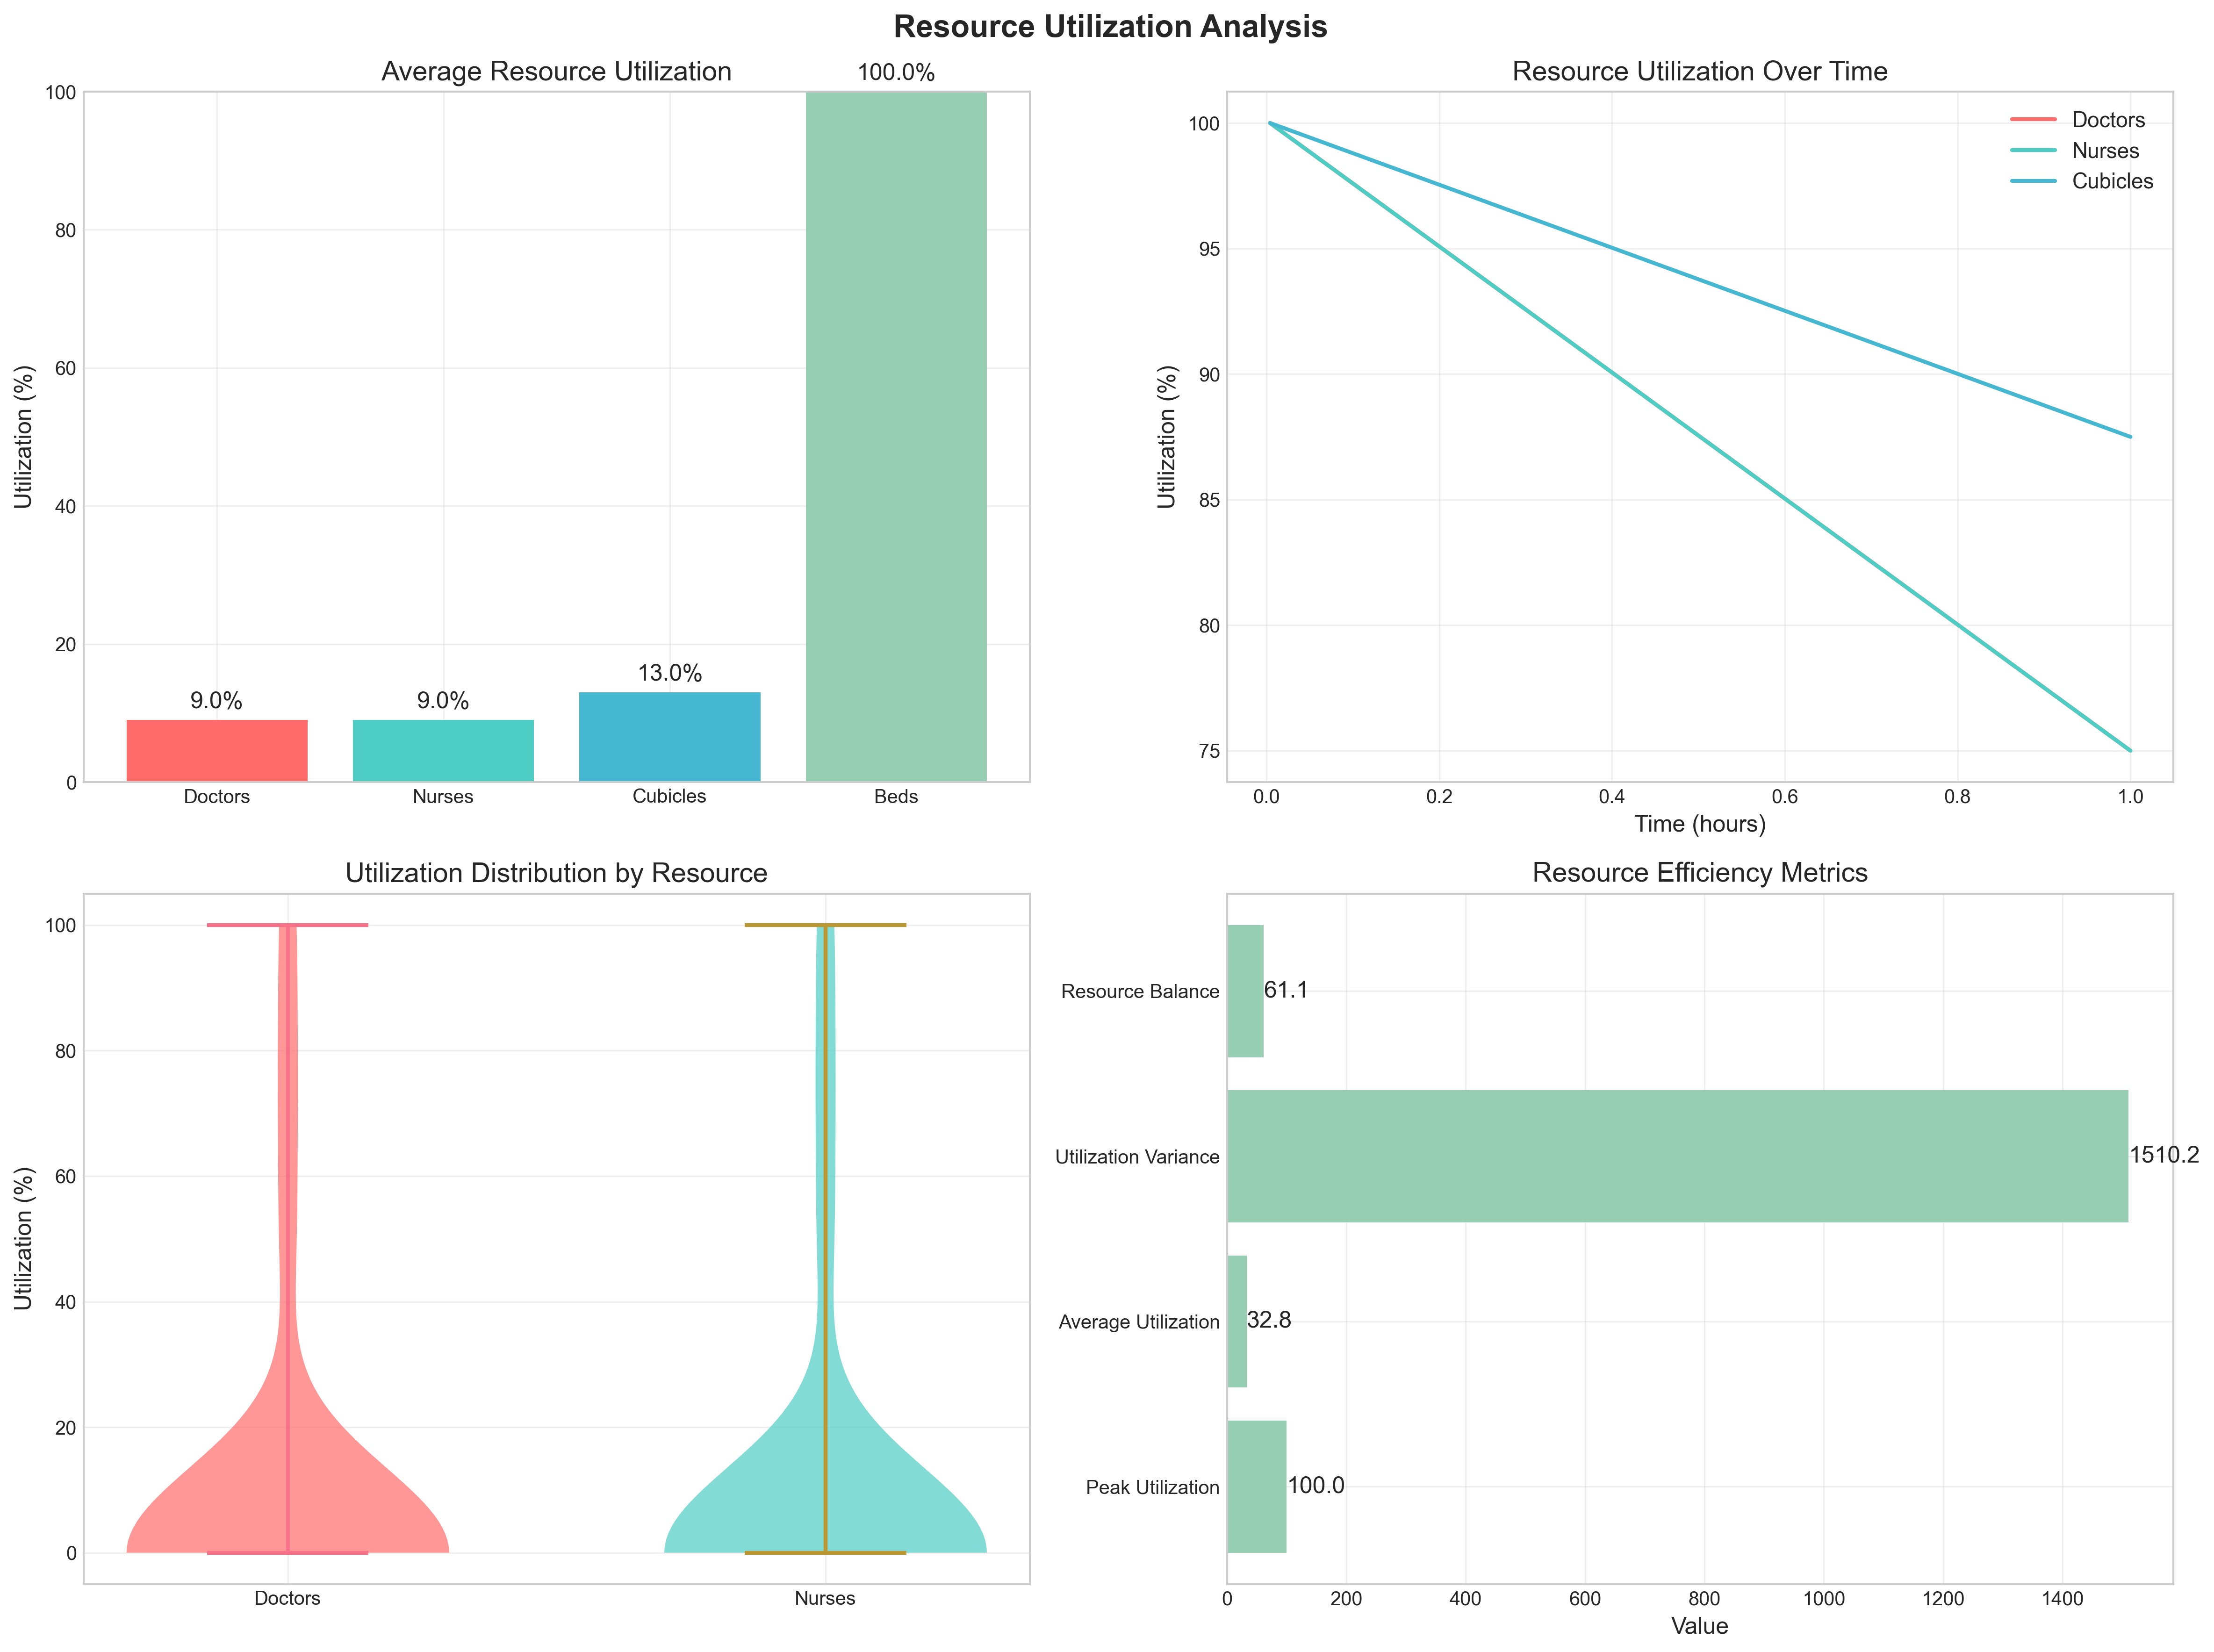 Resource Utilization Analysis
Average Resource Utilization
100.0%
100
80
60
40
20
0
Utilization (%)
9.0%
9.0%
13.0%
Doctors
Nurses
Cubicles
Beds
Resource Utilization Over Time
Doctors
Nurses
Cubicles
100
95
90
85
80
75
Utilization (%)
0.0
0.2
0.4
0.6
0.8
1.0
Time (hours)
Utilization Distribution by Resource
100
80
60
40
20
0
Utilization (%)
Doctors
Nurses
Resource Efficiency Metrics
Resource Balance
61.1
Utilization Variance
1510.2
Average Utilization
32.8
Peak Utilization
100.0
0
200
400
600
800
1000
1200
1400
Value